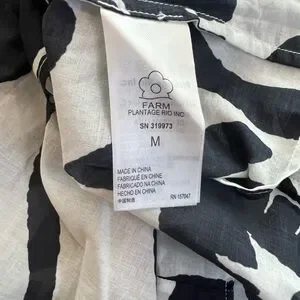 FARM
PLANTAGE RIO INC
SN 319973
M
MADE IN CHINA
FABRIQUÉ EN CHINE
FABRICADO NA CHINA
HECHO EN CHINA
中国制造
RN 157947